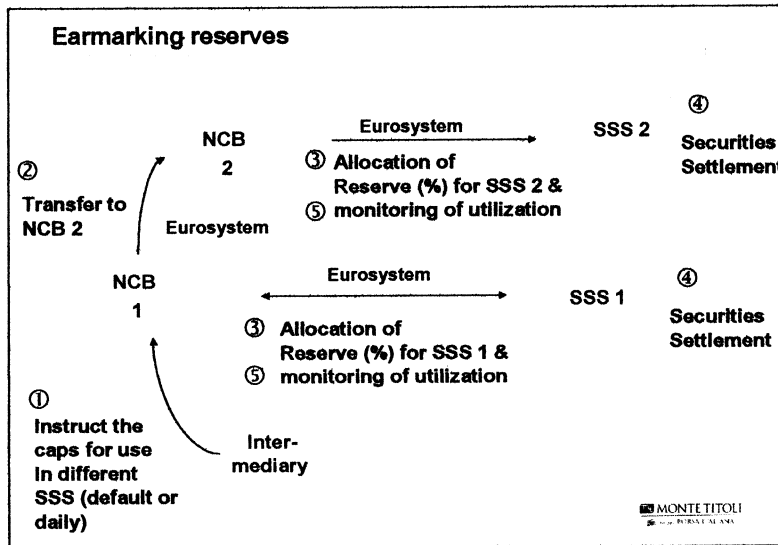 Earmarking reserves
NCB
2
Eurosystem
SSS 2
④
Securities
Settlement
③ Allocation of
Reserve (%) for SSS 2 &
⑤ monitoring of utilization
②
Transfer to
NCB 2
Eurosystem
NCB
1
Eurosystem
SSS 1
④
Securities
Settlement
③ Allocation of
Reserve (%) for SSS 1 &
⑤ monitoring of utilization
①
Instruct the
caps for use
In different
SSS (default or
daily)
Inter-
mediary
MONTE TITOLI